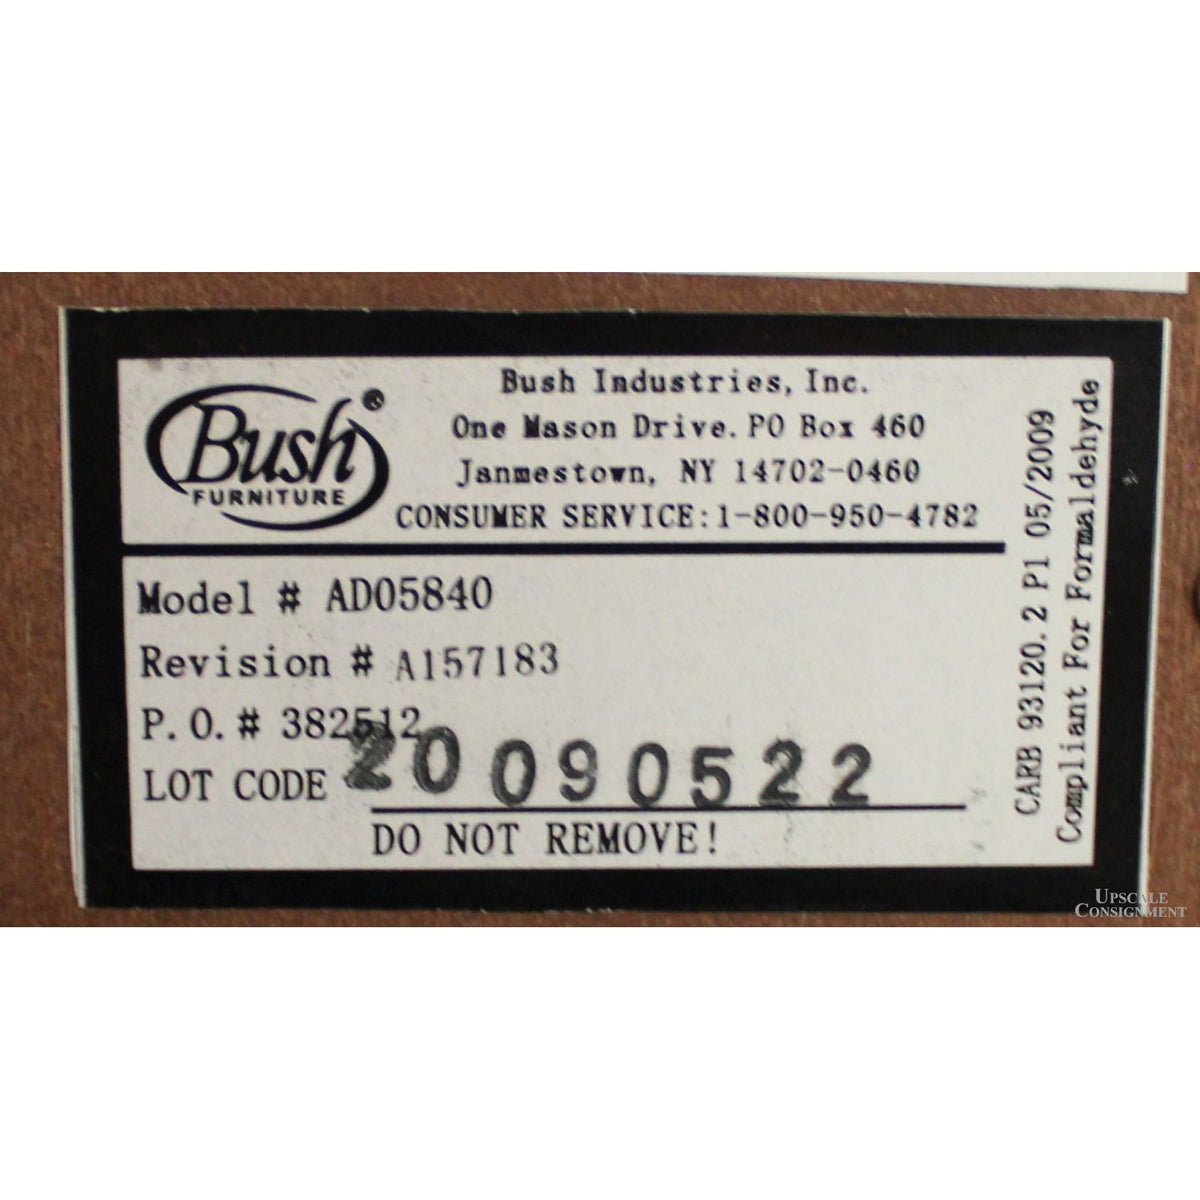 Bush®
FURNITURE
Bush Industries, Inc.
One Mason Drive. PO Box 460
Janmestown, NY 14702-0460
CONSUMER SERVICE:1-800-950-4782
Model # AD05840
Revision # A157183
P.O.# 382512
LOT CODE 20090522
DO NOT REMOVE!
CARB 93120.2 P1 05/2009
Compliant For Formaldehyde
UPSCALE
CONSIGNMENT